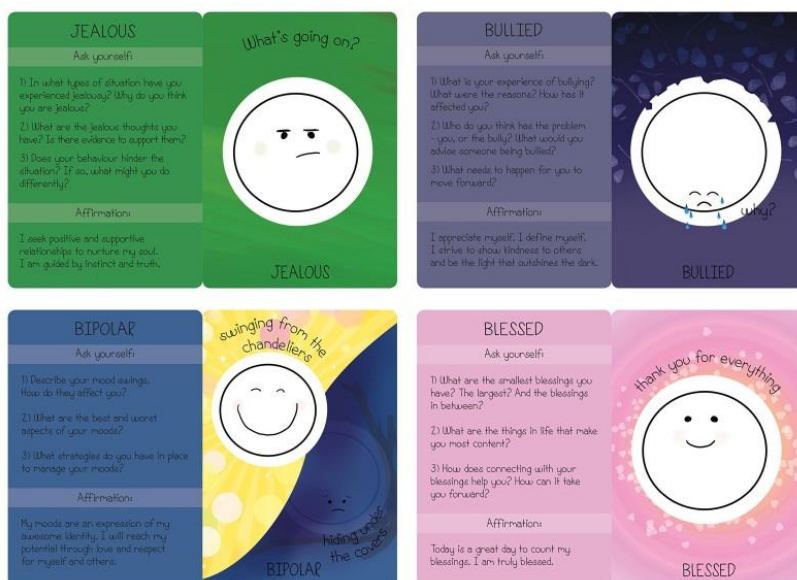 JEALOUS
Ask yourself:
1) In what types of situation have you
experienced jealousy? Why do you think
you are jealous?
2) What are the jealous thoughts you
have? Is there evidence to support them?
3) Does your behaviour hinder the
situation? If so, what might you do
differently?
Affirmation:
I seek positive and supportive
relationships to nurture my soul.
I am guided by instinct and truth.
What's going on?
JEALOUS
BULLIED
Ask yourself:
1) What is your experience of bullying?
What were the reasons? How has it
affected you?
2) Who do you think has the problem
- you, or the bully? What would you
advise someone being bullied?
3) What needs to happen for you to
move forward?
Affirmation:
I appreciate myself. I define myself.
I strive to show kindness to others
and be the light that outshines the dark.
why?
BULLIED
BIPOLAR
Ask yourself:
1) Describe your mood swings.
How do they affect you?
2) What are the best and worst
aspects of your moods?
3) What strategies do you have in place
to manage your moods?
Affirmation:
My moods are an expression of my
awesome identity. I will reach my
potential through love and respect
for myself and others.
swinging from the
chandeliers
hiding under
the covers
BIPOLAR
BLESSED
Ask yourself:
1) What are the smallest blessings you
have? The largest? And the blessings
in between?
2) What are the things in life that make
you most content?
3) How does connecting with your
blessings help you? How can it take
you forward?
Affirmation:
Today is a great day to count my
blessings. I am truly blessed.
thank you for everything
BLESSED